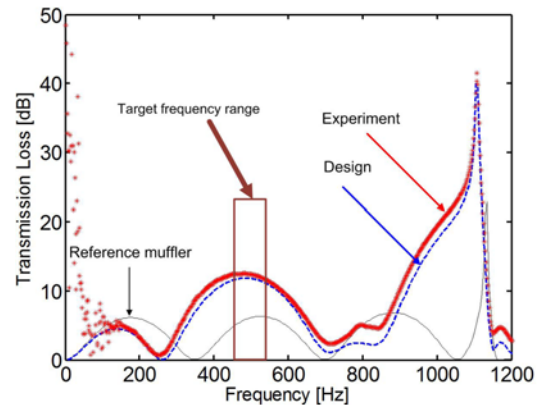 50
40
30
20
10
0
Transmission Loss [dB]
Target frequency range
Experiment
Design
Reference muffler
0 200 400 600 800 1000 1200
Frequency [Hz]